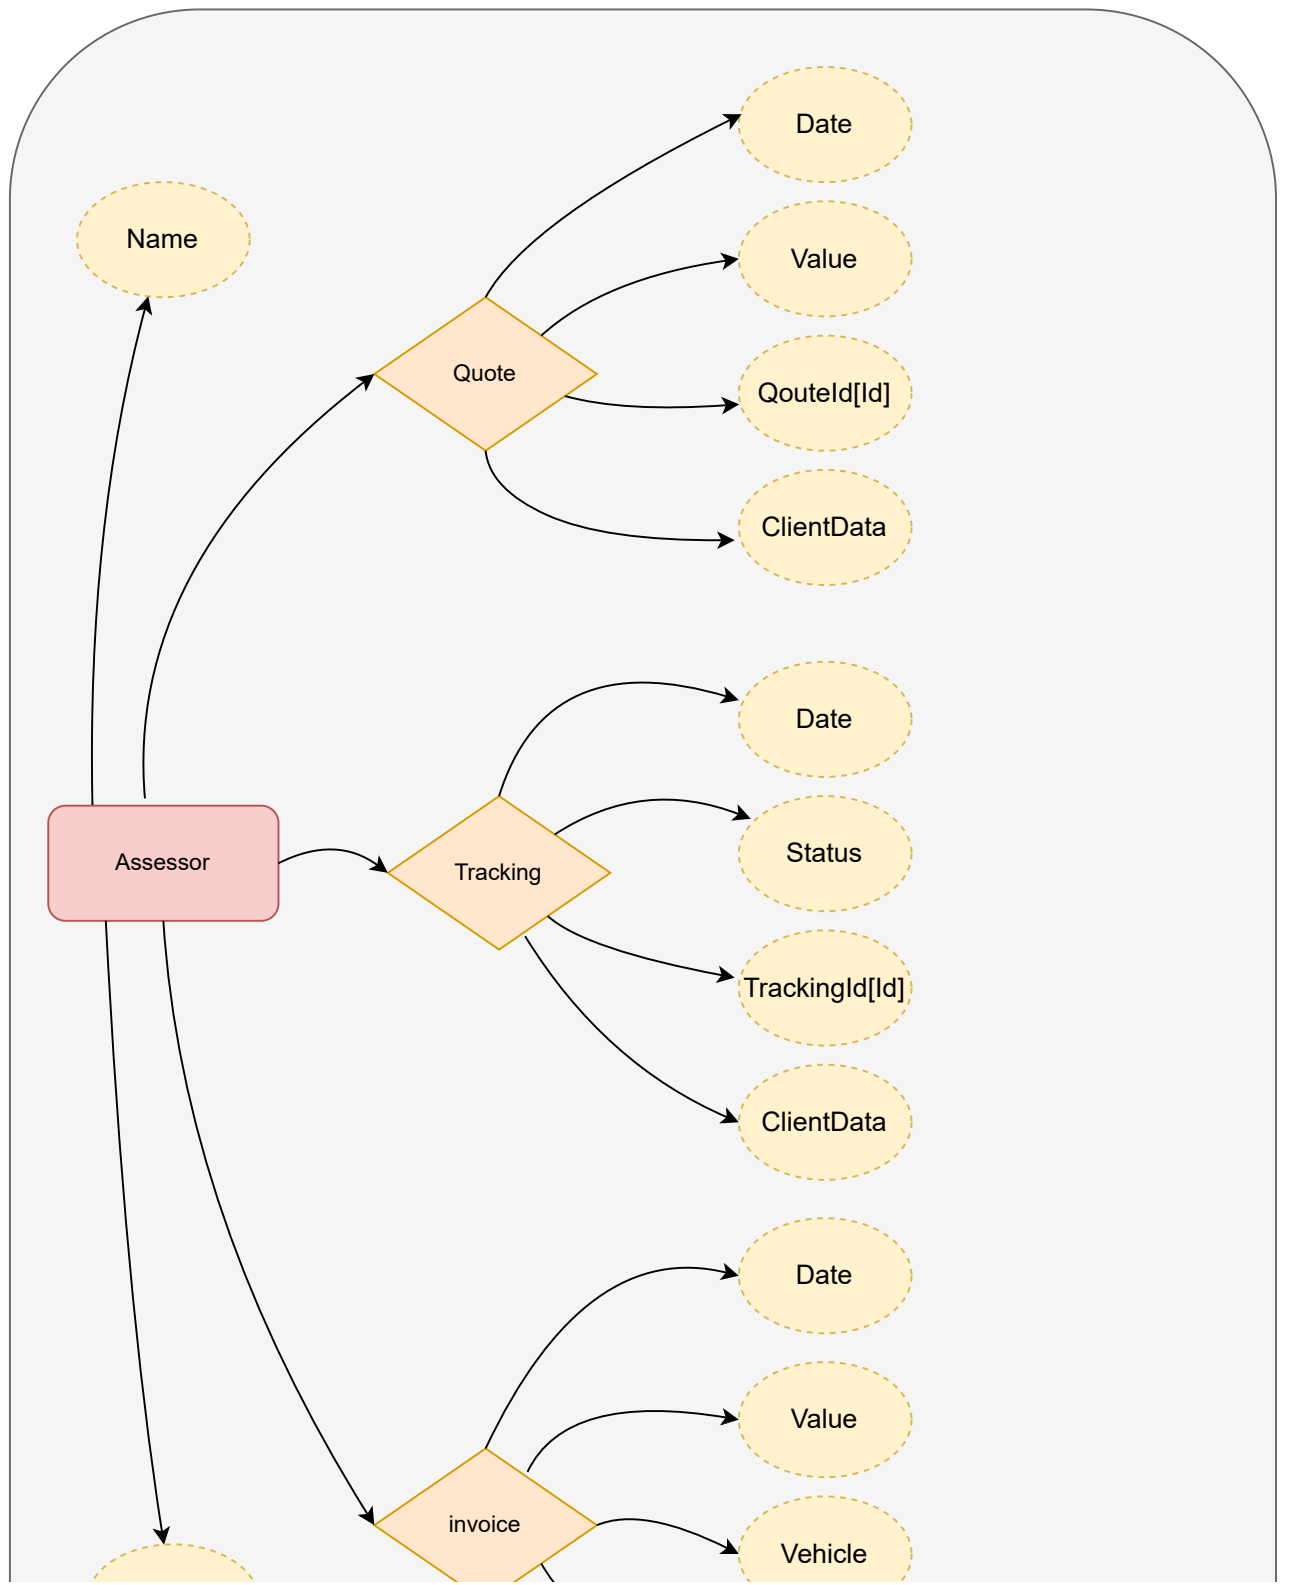 Date
Name
Value
Quote
QouteId[Id]
ClientData
Date
Status
Assessor
Tracking
TrackingId[Id]
ClientData
Date
Value
invoice
Vehicle